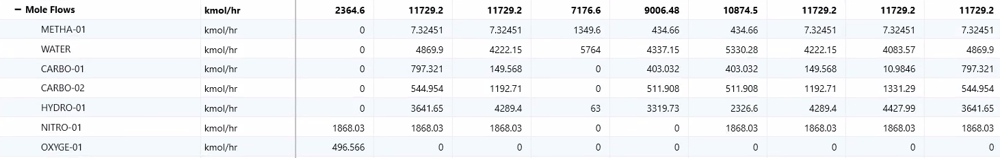 − Mole Flows kmol/hr 2364.6 11729.2 11729.2 7176.6 9006.48 10874.5 11729.2 11729.2 11729.2
METHA-01 kmol/hr 0 7.32451 7.32451 1349.6 434.66 434.66 7.32451 7.32451 7.32451
WATER kmol/hr 0 4869.9 4222.15 5764 4337.15 5330.28 4222.15 4083.57 4869.9
CARBO-01 kmol/hr 0 797.321 149.568 0 403.032 403.032 149.568 10.9846 797.321
CARBO-02 kmol/hr 0 544.954 1192.71 0 511.908 511.908 1192.71 1331.29 544.954
HYDRO-01 kmol/hr 0 3641.65 4289.4 63 3319.73 2326.6 4289.4 4427.99 3641.65
NITRO-01 kmol/hr 1868.03 1868.03 1868.03 0 0 1868.03 1868.03 1868.03 1868.03
OXYGE-01 kmol/hr 496.566 0 0 0 0 0 0 0 0